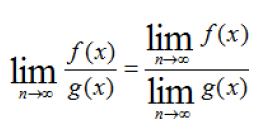 lim_{n→∞} f(x)/g(x) = lim_{n→∞} f(x) / lim_{n→∞} g(x)